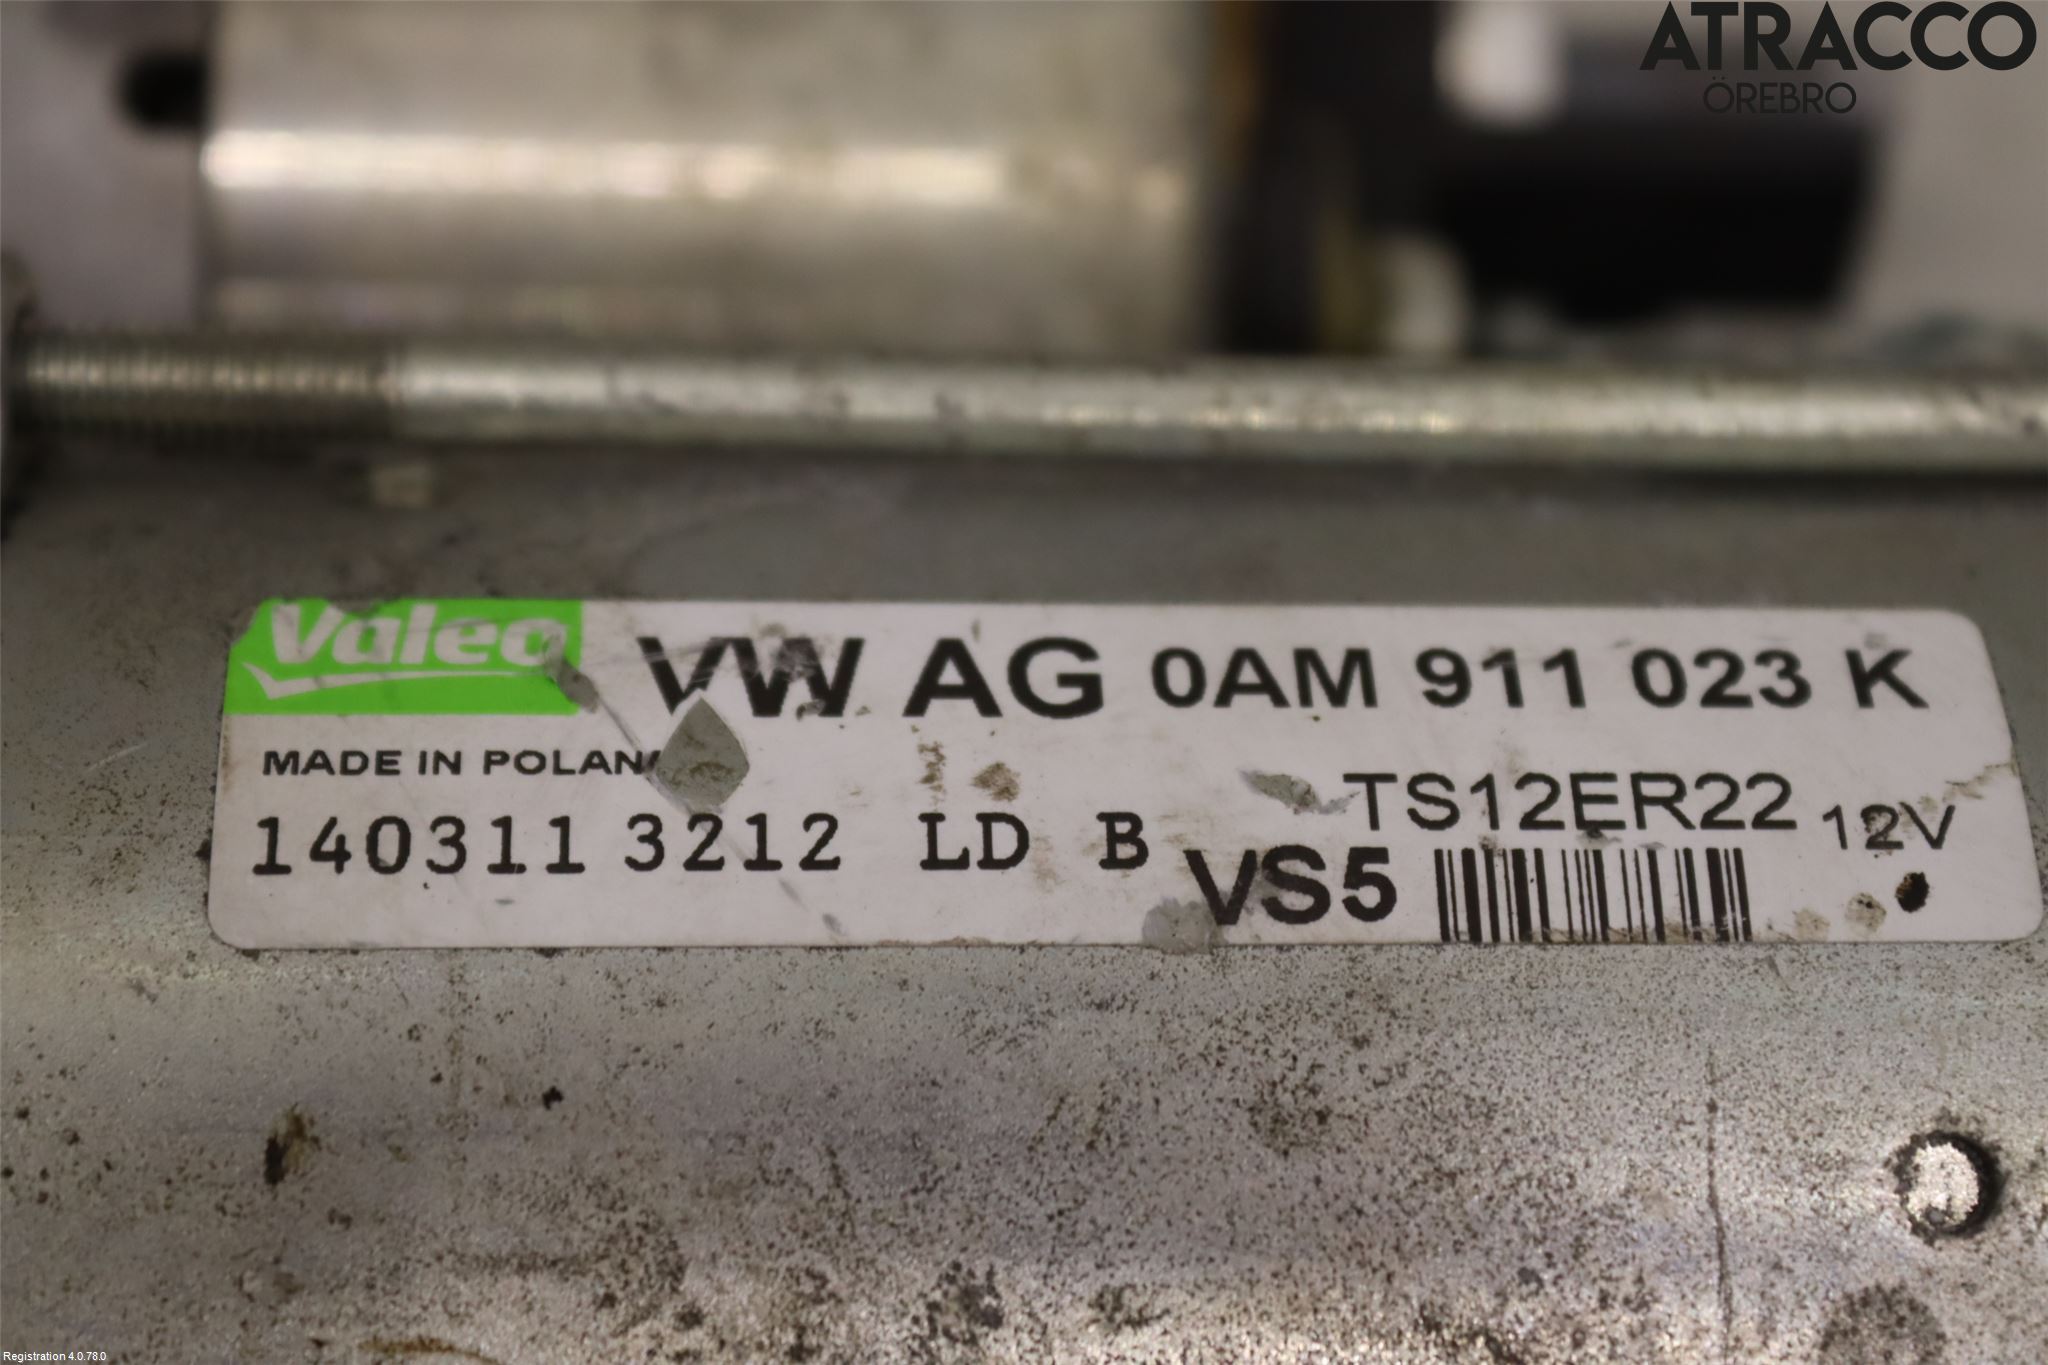 ATRACCO
ÖREBRO
Valeo VW AG 0AM 911 023 K
MADE IN POLAN
TS12ER22 12V
140311 3212 LD B VS5
Registration 4.0.78.0